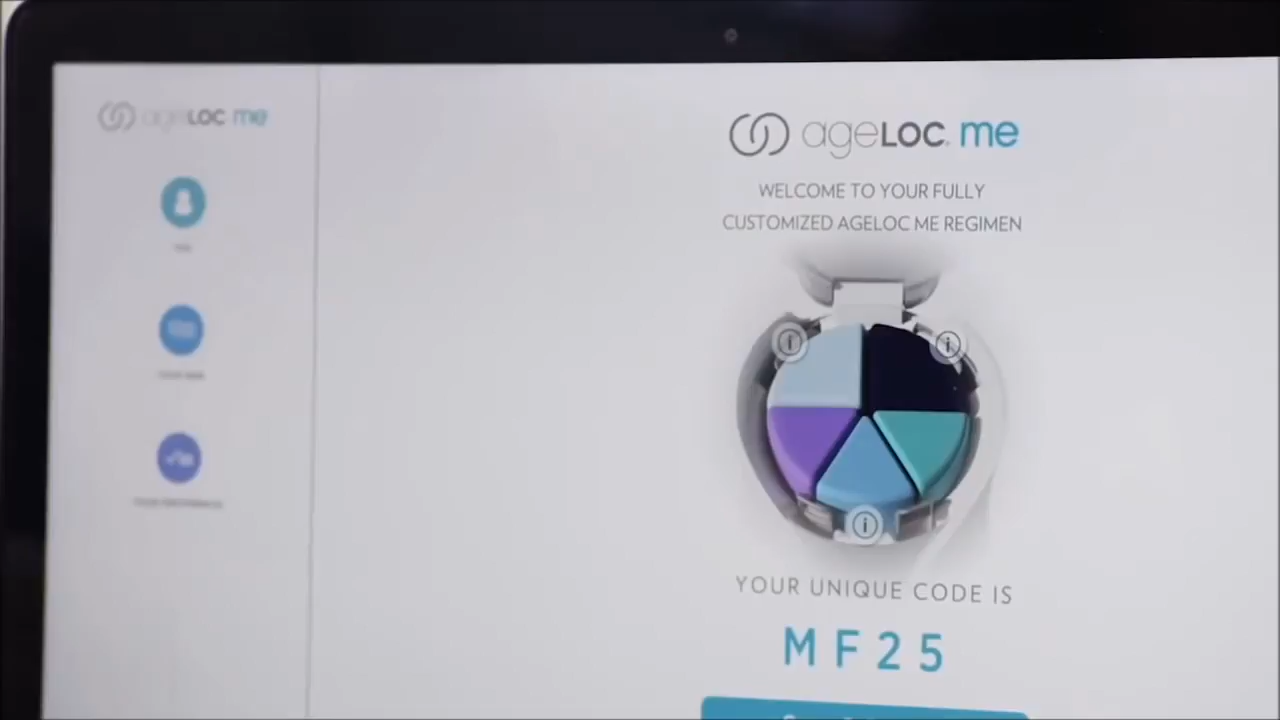 ageLOC me
ageLOC me
WELCOME TO YOUR FULLY
CUSTOMIZED AGELOC ME REGIMEN
YOUR UNIQUE CODE IS
MF25